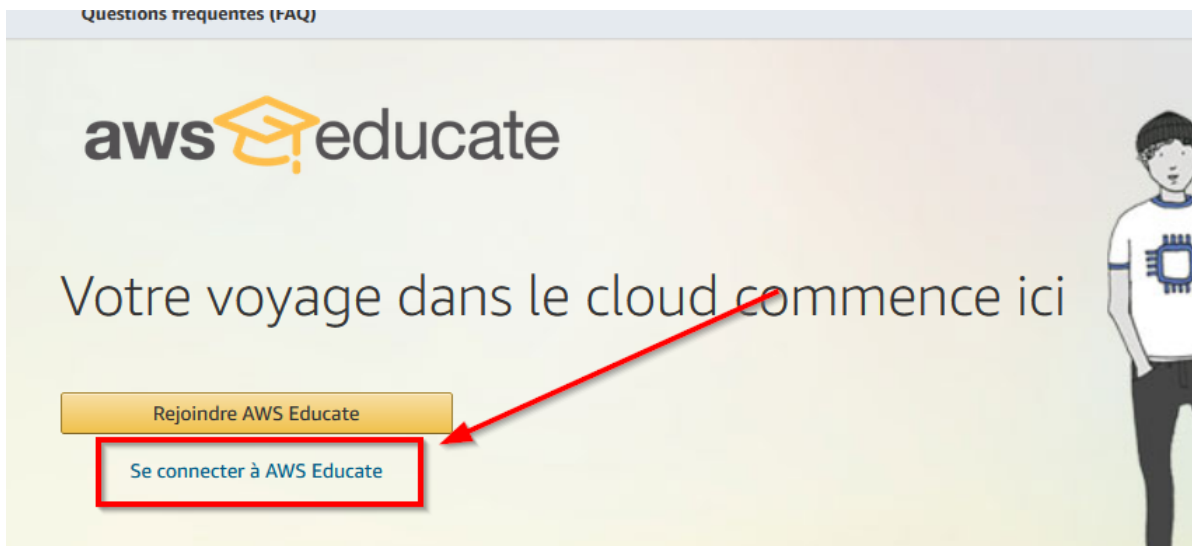 Questions fréquentes (FAQ)
aws educate
Votre voyage dans le cloud commence ici
Rejoindre AWS Educate
Se connecter à AWS Educate